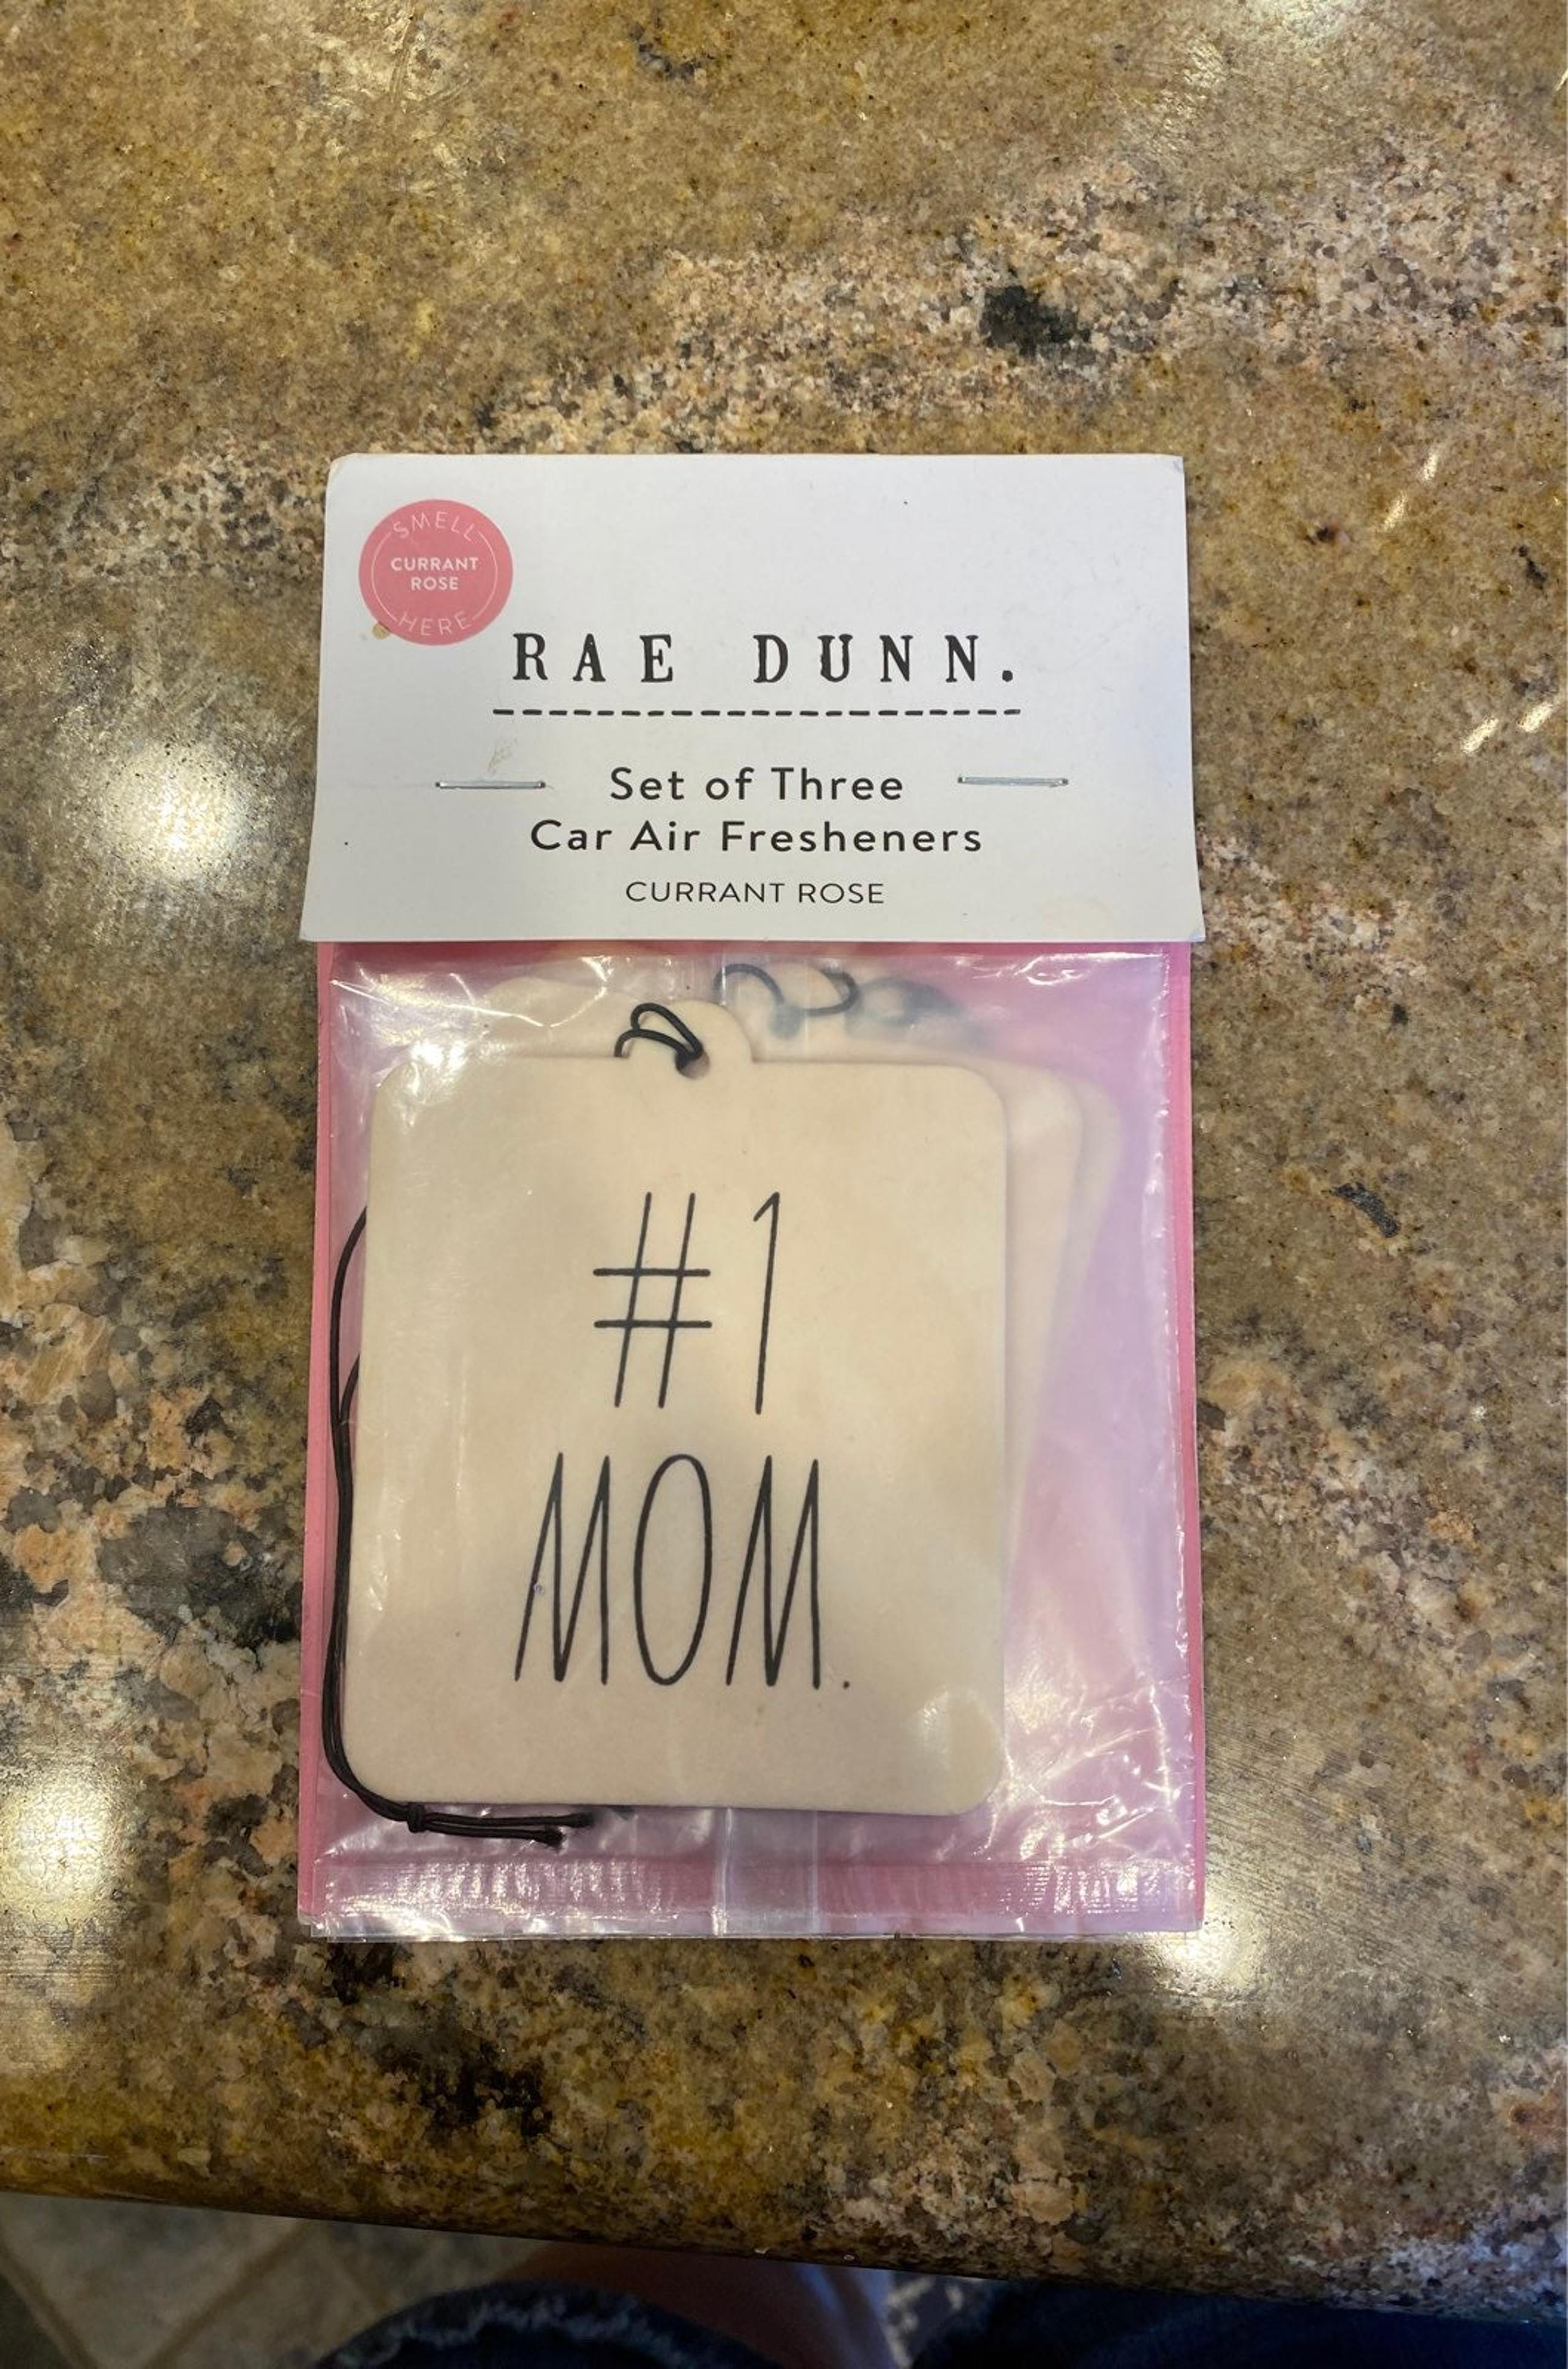 SMELL
CURRANT
ROSE
HERE
RAE DUNN.
Set of Three
Car Air Fresheners
CURRANT ROSE
#1
MOM.